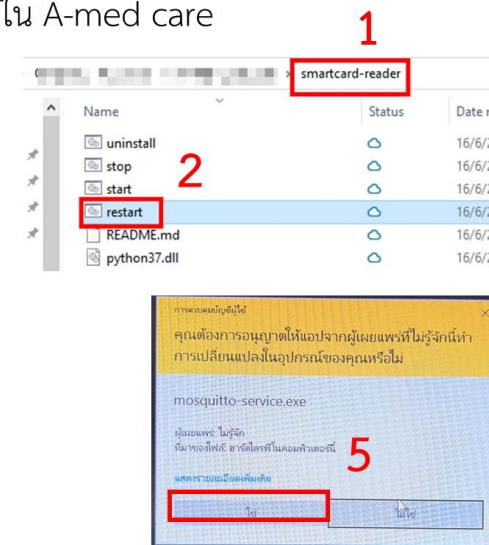 ใน A-med care
1
smartcard-reader
Name Status Date
uninstall 16/6/
stop 16/6/
2
start 16/6/
restart 16/6/
README.md 16/6/
python37.dll 16/6/
การควบคุมบัญชีผู้ใช้
คุณต้องการอนุญาตให้แอปจากผู้เผยแพร่ที่ไม่รู้จักนี้ทำ
การเปลี่ยนแปลงในอุปกรณ์ของคุณหรือไม่
mosquitto-service.exe
ผู้เผยแพร่: ไม่รู้จัก
ที่มาของไฟล์: ฮาร์ดไดรฟ์ในคอมพิวเตอร์นี้
5
แสดงรายละเอียดเพิ่มเติม
ใช่ ไม่ใช่